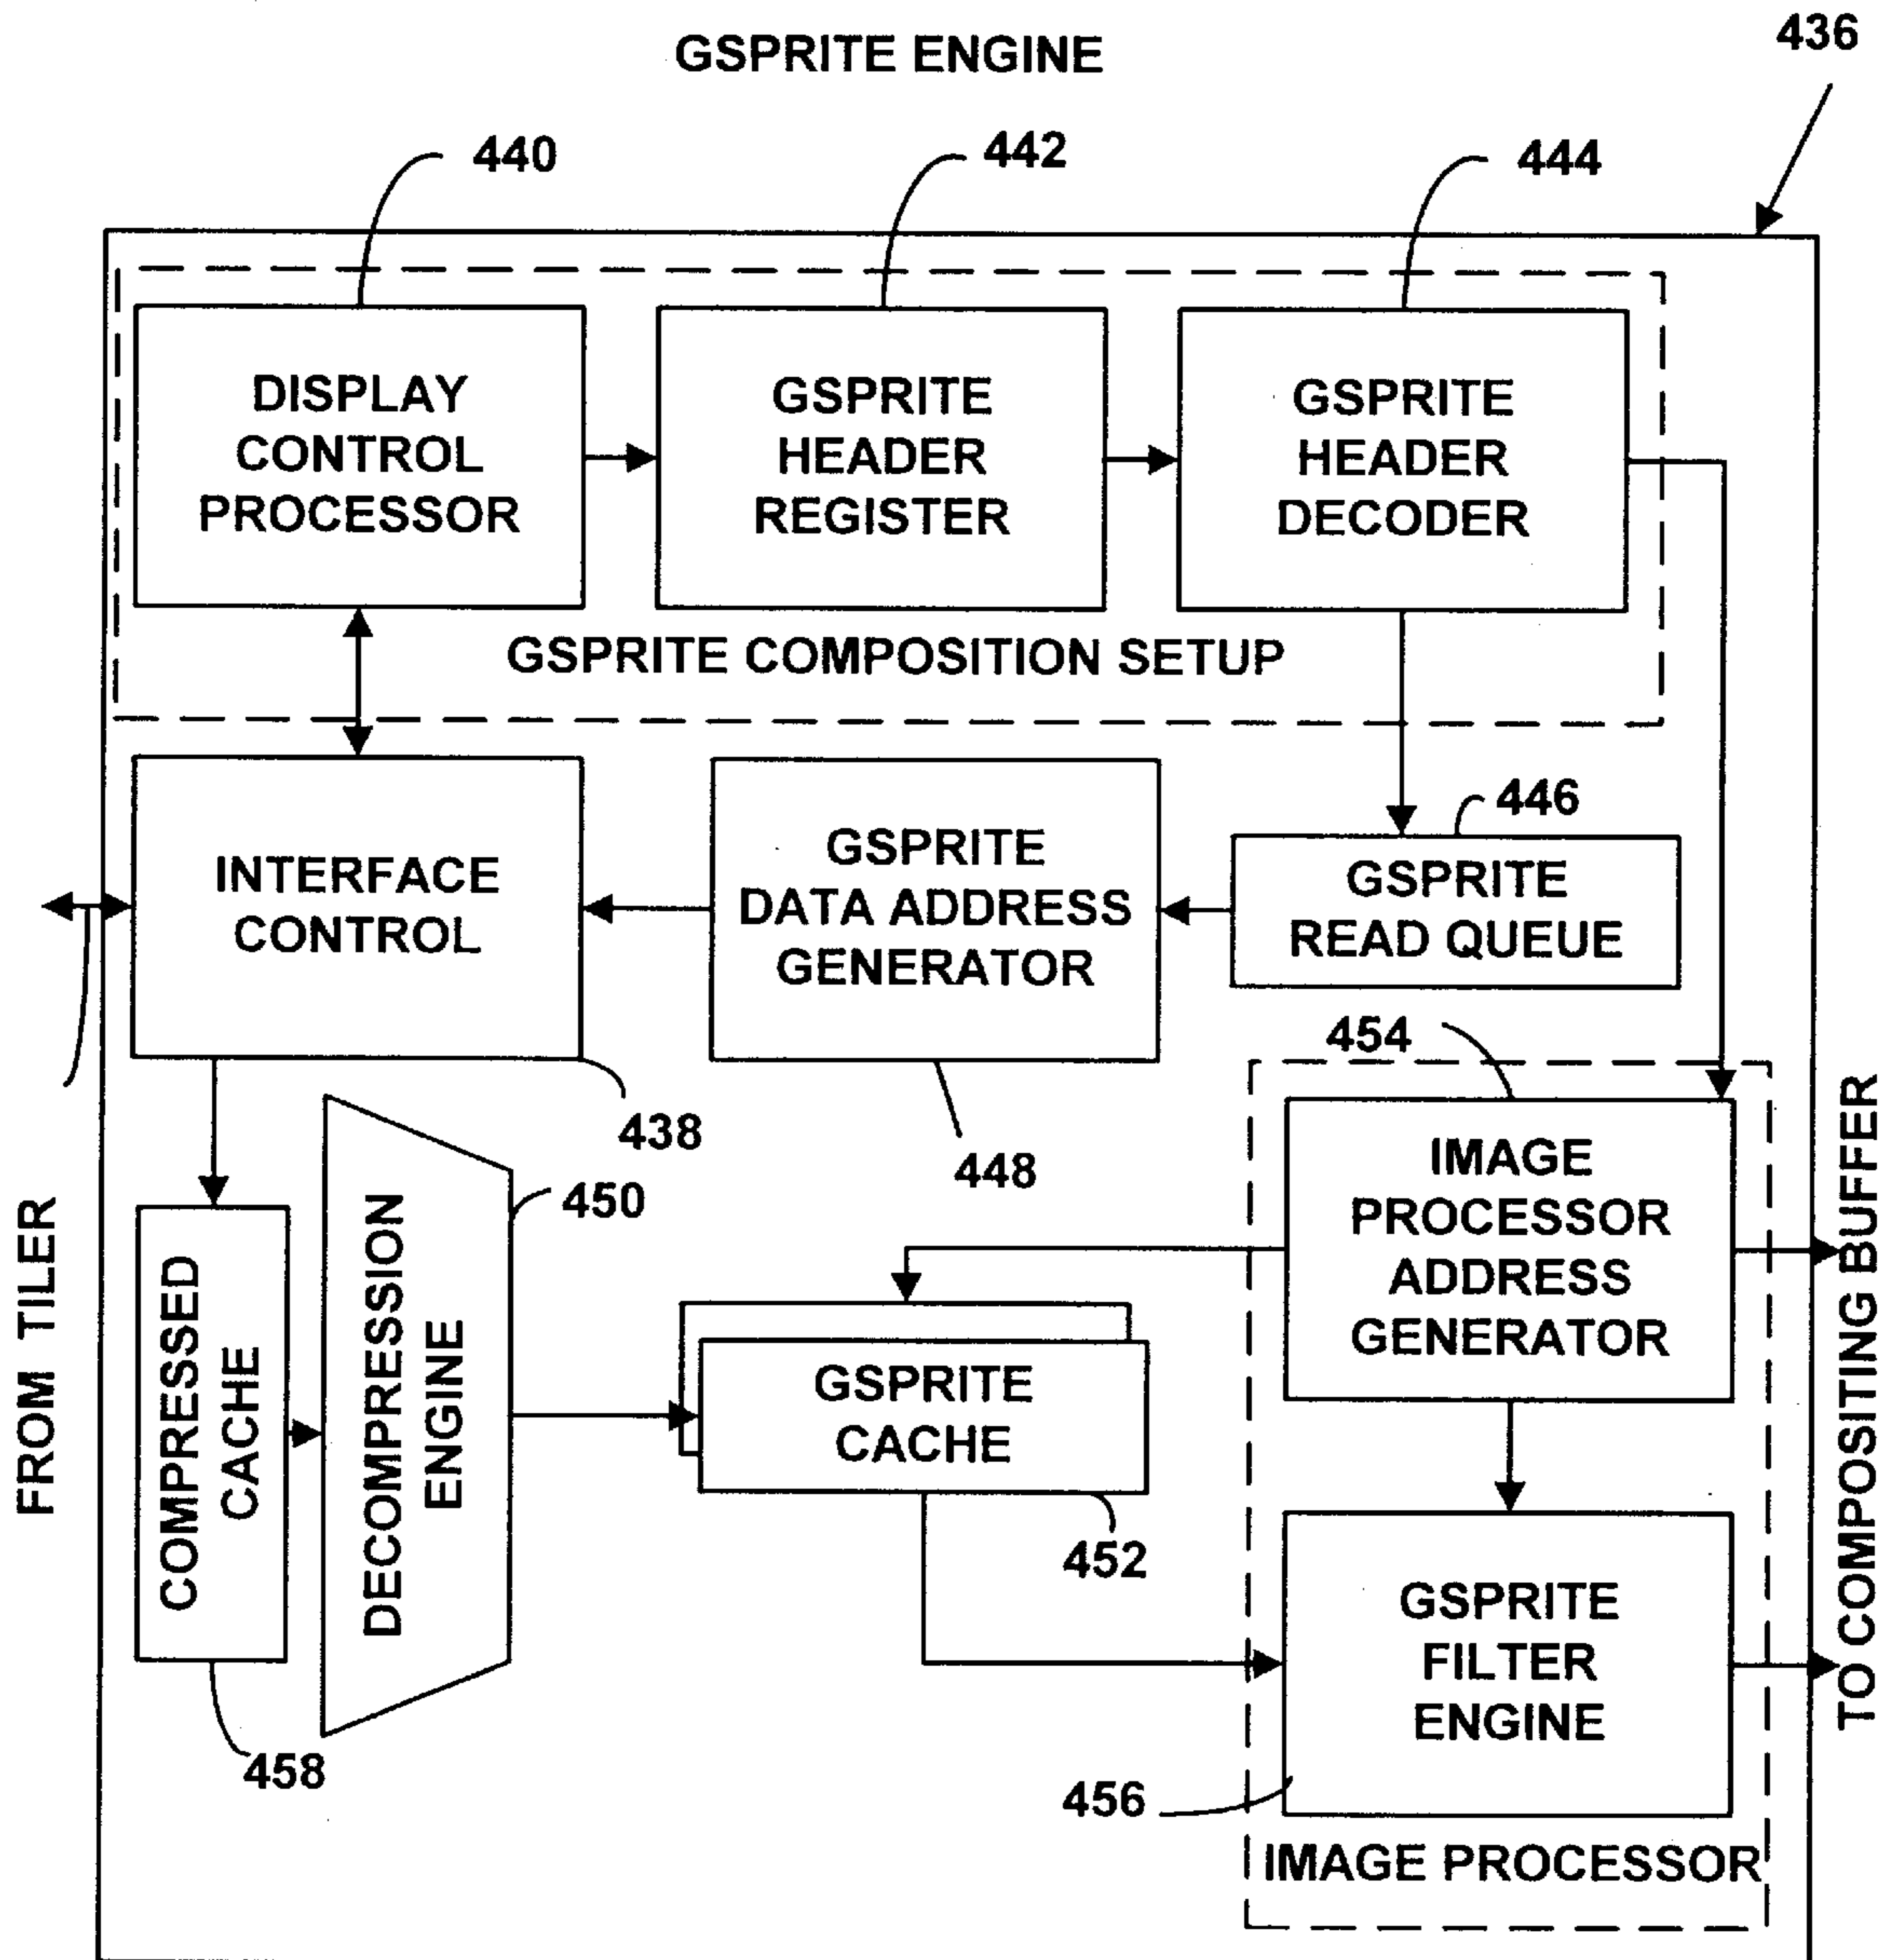 GSPRITE ENGINE
436
440
442
444
DISPLAY
CONTROL
PROCESSOR
GSPRITE
HEADER
REGISTER
GSPRITE
HEADER
DECODER
GSPRITE COMPOSITION SETUP
INTERFACE
CONTROL
438
GSPRITE
DATA ADDRESS
GENERATOR
448
446
GSPRITE
READ QUEUE
454
IMAGE
PROCESSOR
ADDRESS
GENERATOR
FROM TILER
COMPRESSED
CACHE
458
DECOMPRESSION
ENGINE
450
GSPRITE
CACHE
452
GSPRITE
FILTER
ENGINE
456
IMAGE PROCESSOR
TO COMPOSITING BUFFER